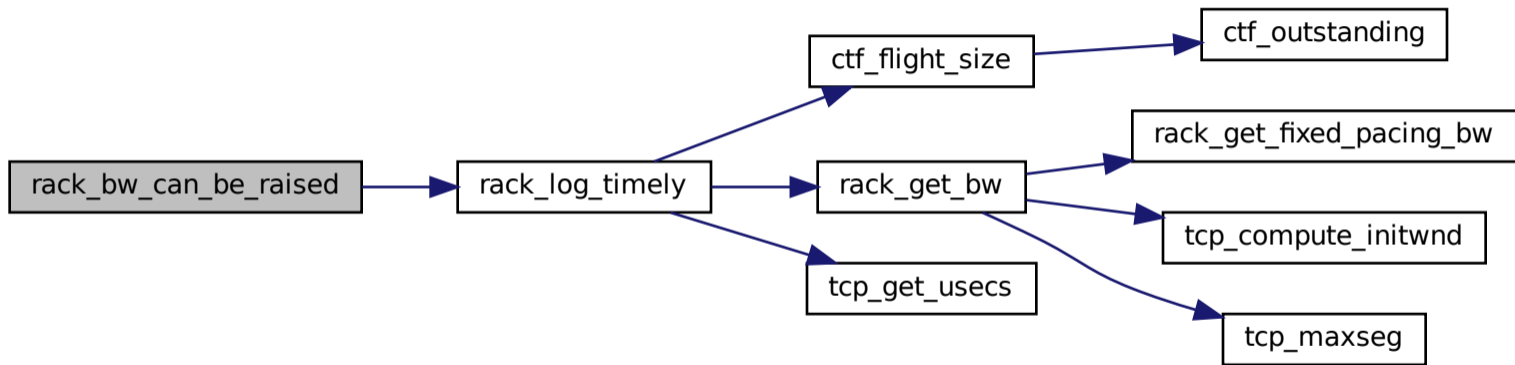 rack_bw_can_be_raised
rack_log_timely
ctf_flight_size
ctf_outstanding
rack_get_bw
rack_get_fixed_pacing_bw
tcp_compute_initwnd
tcp_maxseg
tcp_get_usecs